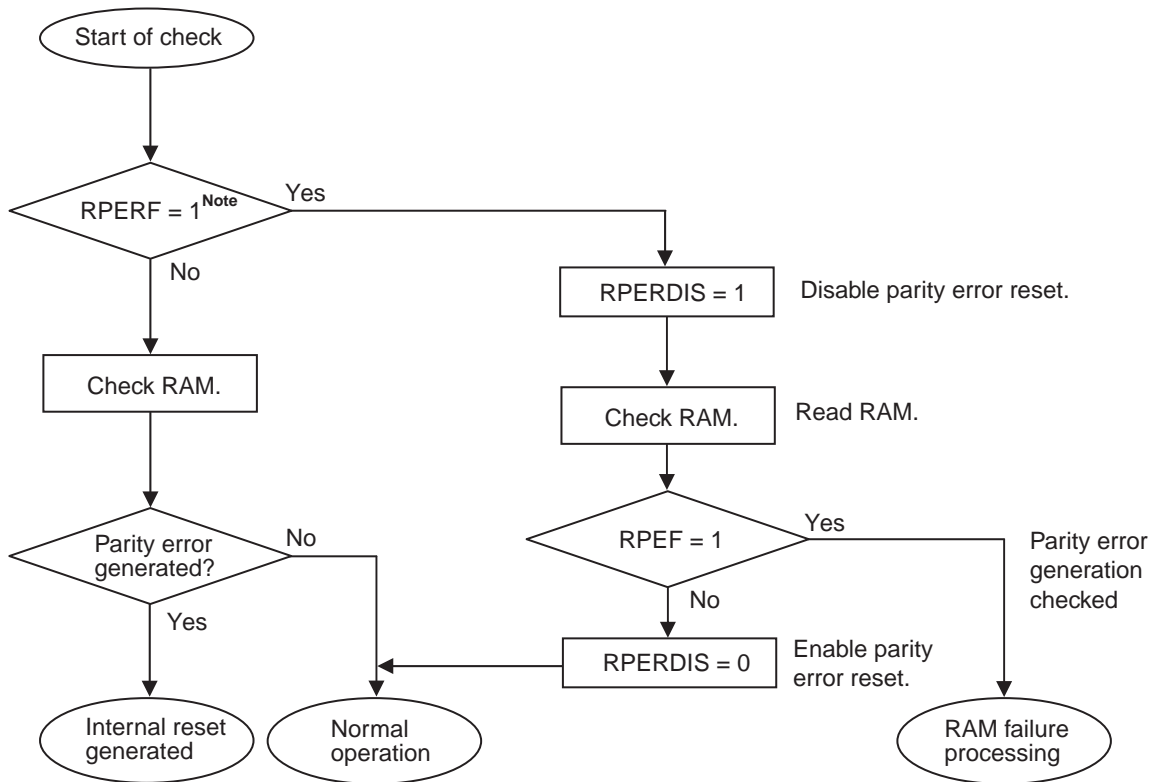 Start of check
RPERF = 1Note
Yes
No
RPERDIS = 1
Disable parity error reset.
Check RAM.
Check RAM.
Read RAM.
Parity error
generated?
No
Yes
RPEF = 1
Yes
No
Parity error
generation
checked
RPERDIS = 0
Enable parity
error reset.
Internal reset
generated
Normal
operation
RAM failure
processing